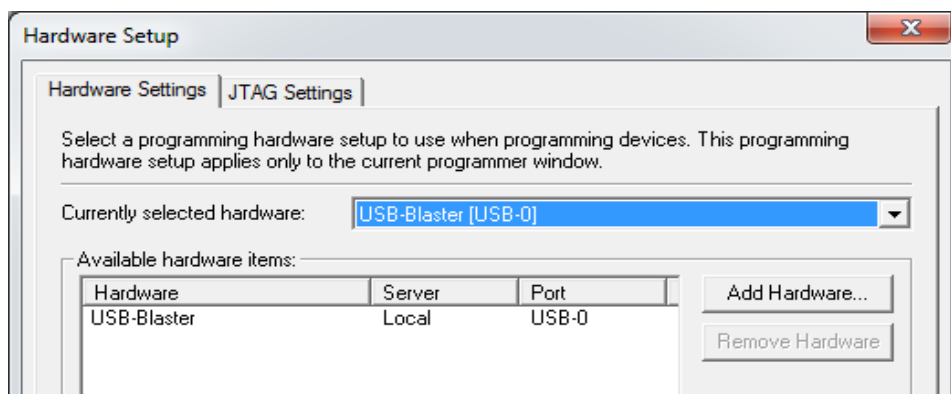 Hardware Setup
Hardware Settings JTAG Settings
Select a programming hardware setup to use when programming devices. This programming
hardware setup applies only to the current programmer window.
Currently selected hardware: USB-Blaster [USB-0]
Available hardware items:
Hardware Server Port Add Hardware...
USB-Blaster Local USB-0
Remove Hardware